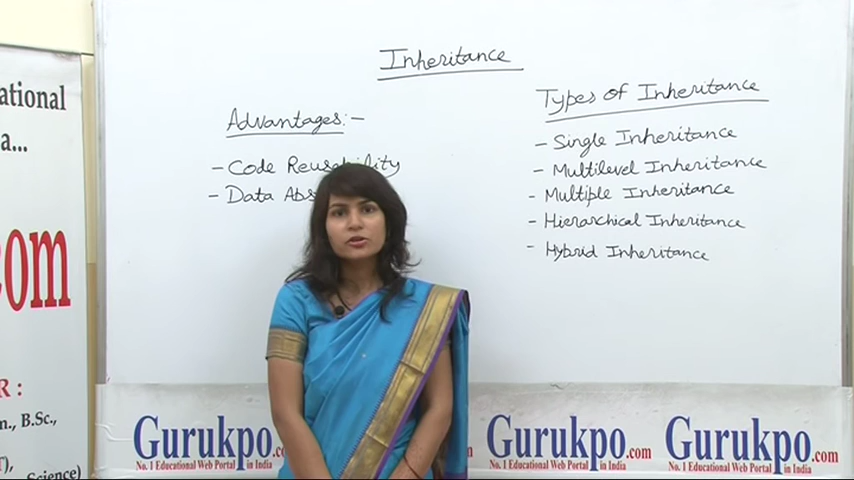 Inheritance
Advantages:-
- Code Reusability
- Data
Types of Inheritance
- Single Inheritance
- Multilevel Inheritance
- Multiple Inheritance
- Hierarchical Inheritance
- Hybrid Inheritance
ational
a...
com
R :
n., B.Sc.,
T),
Science)
Gurukpo.
No. 1 Educational Web Portal in India
Gurukpo.com
No. 1 Educational Web Portal in India
Gurukpo.com
No. 1 Educational Web Portal in India